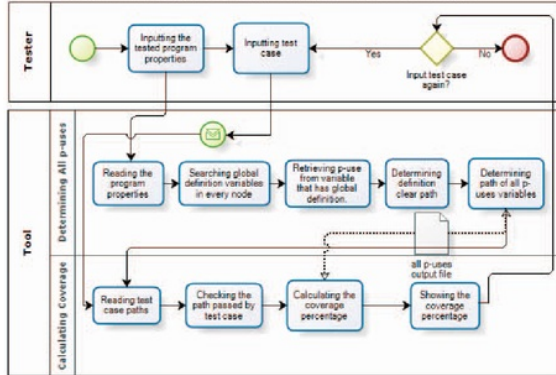 Tester
Inputting the
tested program
properties
Inputting test
case
Yes
No
Input test case
again?
Tool
Determining All p-uses
Reading the
program
properties
Searching global
definition variables
in every node
Retrieving p-use
from variable
that has global
definition.
Determining
definition clear
path
Determining
path of all p-
uses variables
all p-uses
output file
Calculating Coverage
Reading test
case paths
Checking the
path passed by
test case
Calculating the
coverage
percentage
Showing the
coverage
percentage